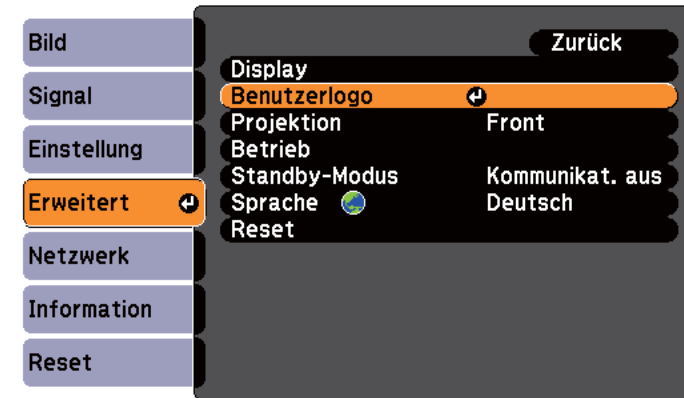 Bild
Signal
Einstellung
Erweitert
Netzwerk
Information
Reset
Zurück
Display
Benutzerlogo
Projektion Front
Betrieb
Standby-Modus Kommunikat. aus
Sprache Deutsch
Reset